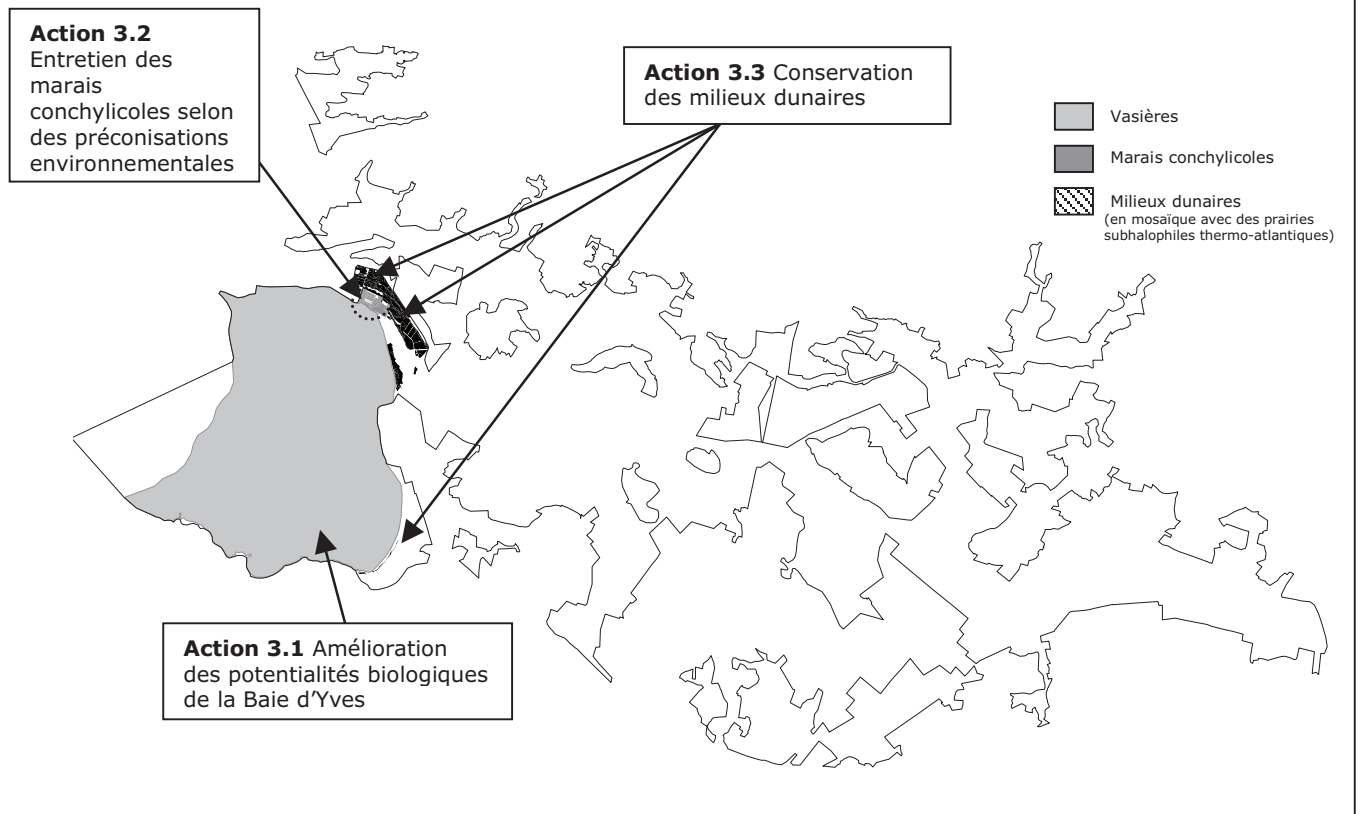 Action 3.2
Entretien des
marais
conchylicoles selon
des préconisations
environnementales
Action 3.3 Conservation
des milieux dunaires
Vasières
Marais conchylicoles
Milieux dunaires
(en mosaïque avec des prairies
subhalophiles thermo-atlantiques)
Action 3.1 Amélioration
des potentialités biologiques
de la Baie d'Yves